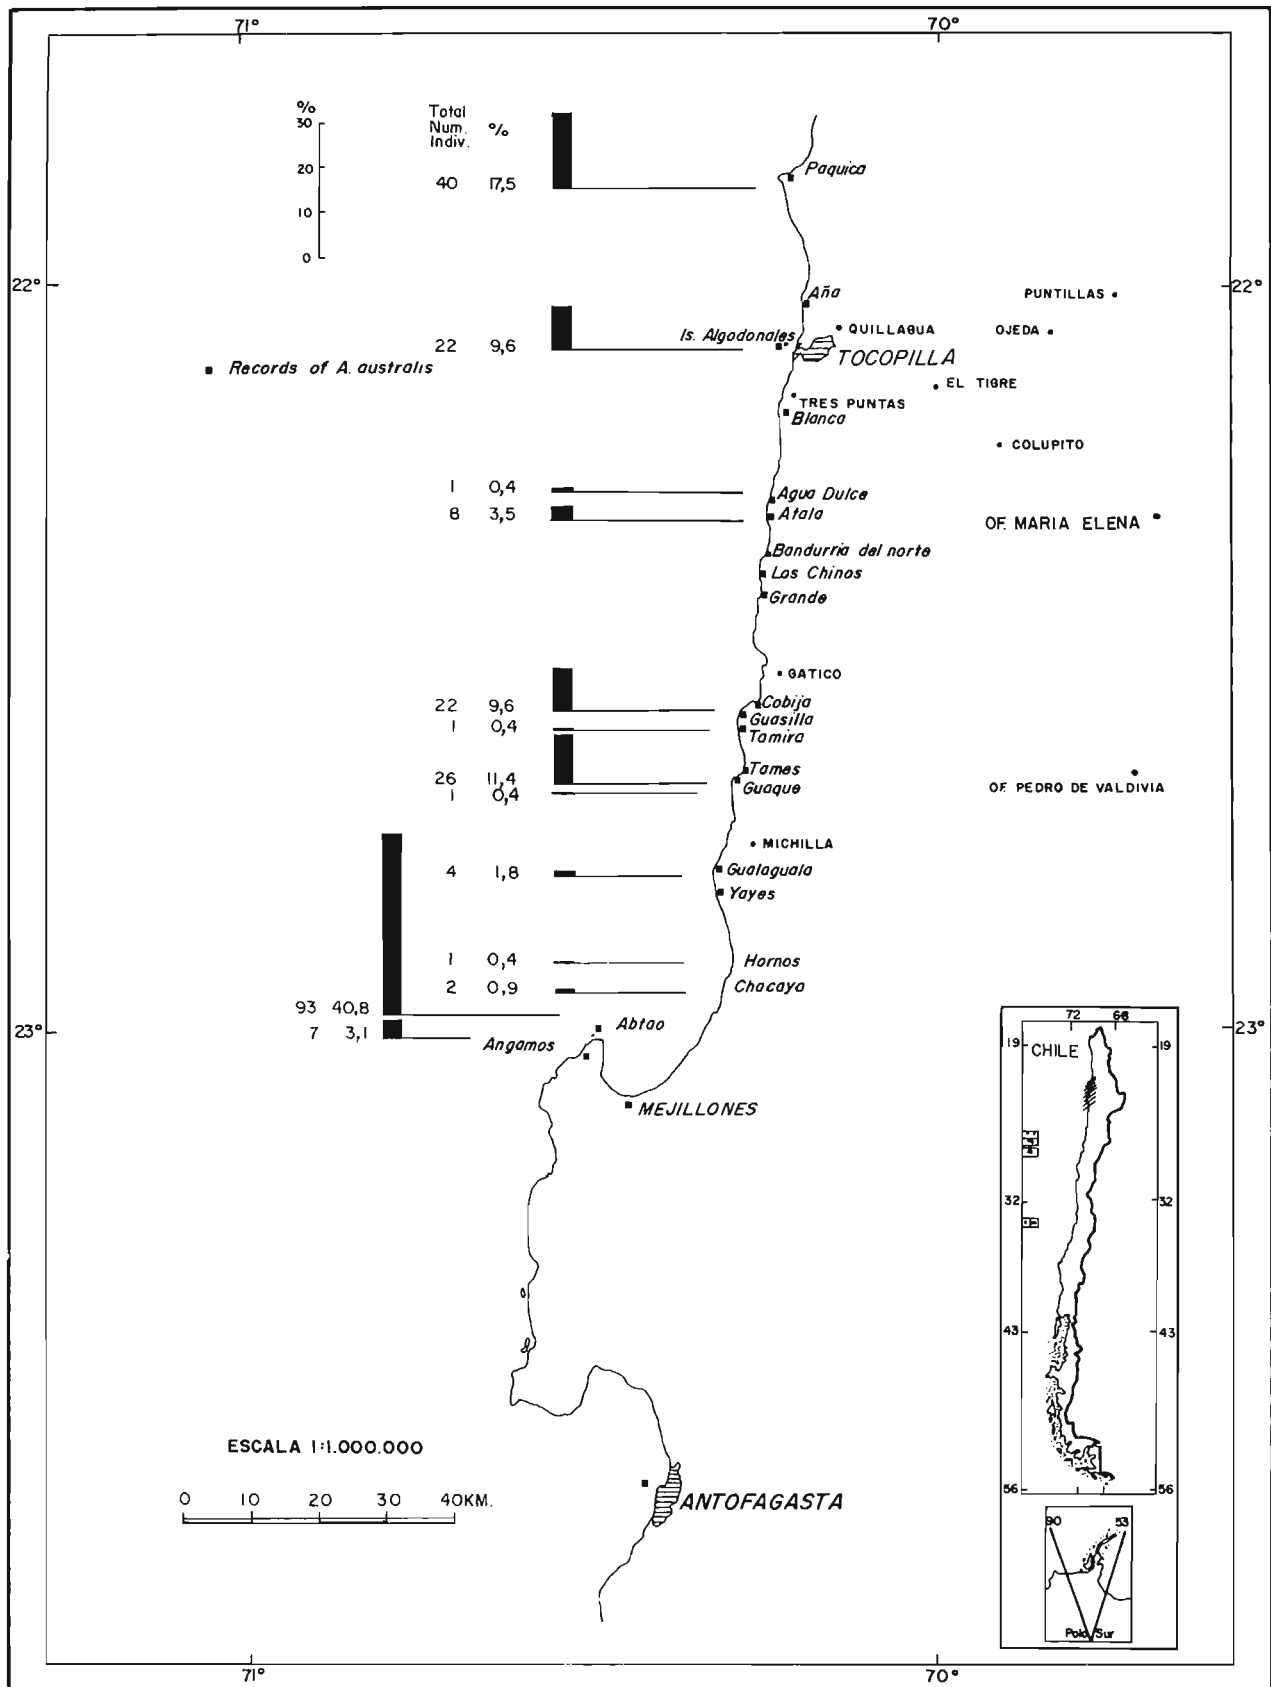 71°
70°
%
30
20
10
0
Total
Num.
Indiv.
%
40 17,5
Paquica
22°
22°
Aña
PUNTILLAS
QUILLAGUA
OJEDA
Is. Algodonales
22 9,6
TOCOPILLA
Records of A. australis
EL TIGRE
TRES PUNTAS
Blanca
COLUPITO
1 0,4
Agua Dulce
8 3,5
Atala
OF. MARIA ELENA
Bandurria del norte
Los Chinos
Grande
GATICO
22 9,6
Cobija
Guasilla
1 0,4
Tamira
Tames
26 11,4
Guaque
1 0,4
OF. PEDRO DE VALDIVIA
MICHILLA
4 1,8
Gualaguala
Yayes
1 0,4
Hornos
2 0,9
Chacaya
93 40,8
7 3,1
Abtao
Angamos
23°
23°
MEJILLONES
72 66
19
CHILE
19
32
32
43
43
56
56
90 53
Polo Sur
ESCALA 1:1.000.000
0 10 20 30 40KM.
ANTOFAGASTA
71°
70°